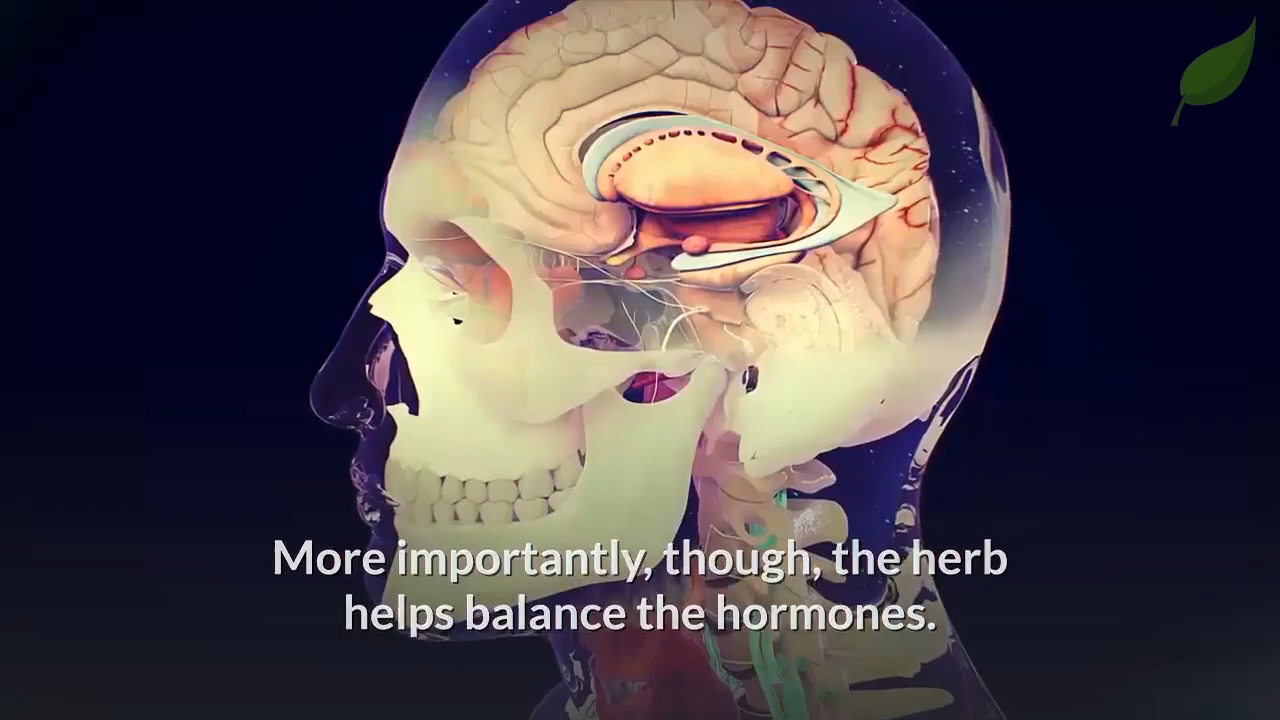 More importantly, though, the herb
helps balance the hormones.